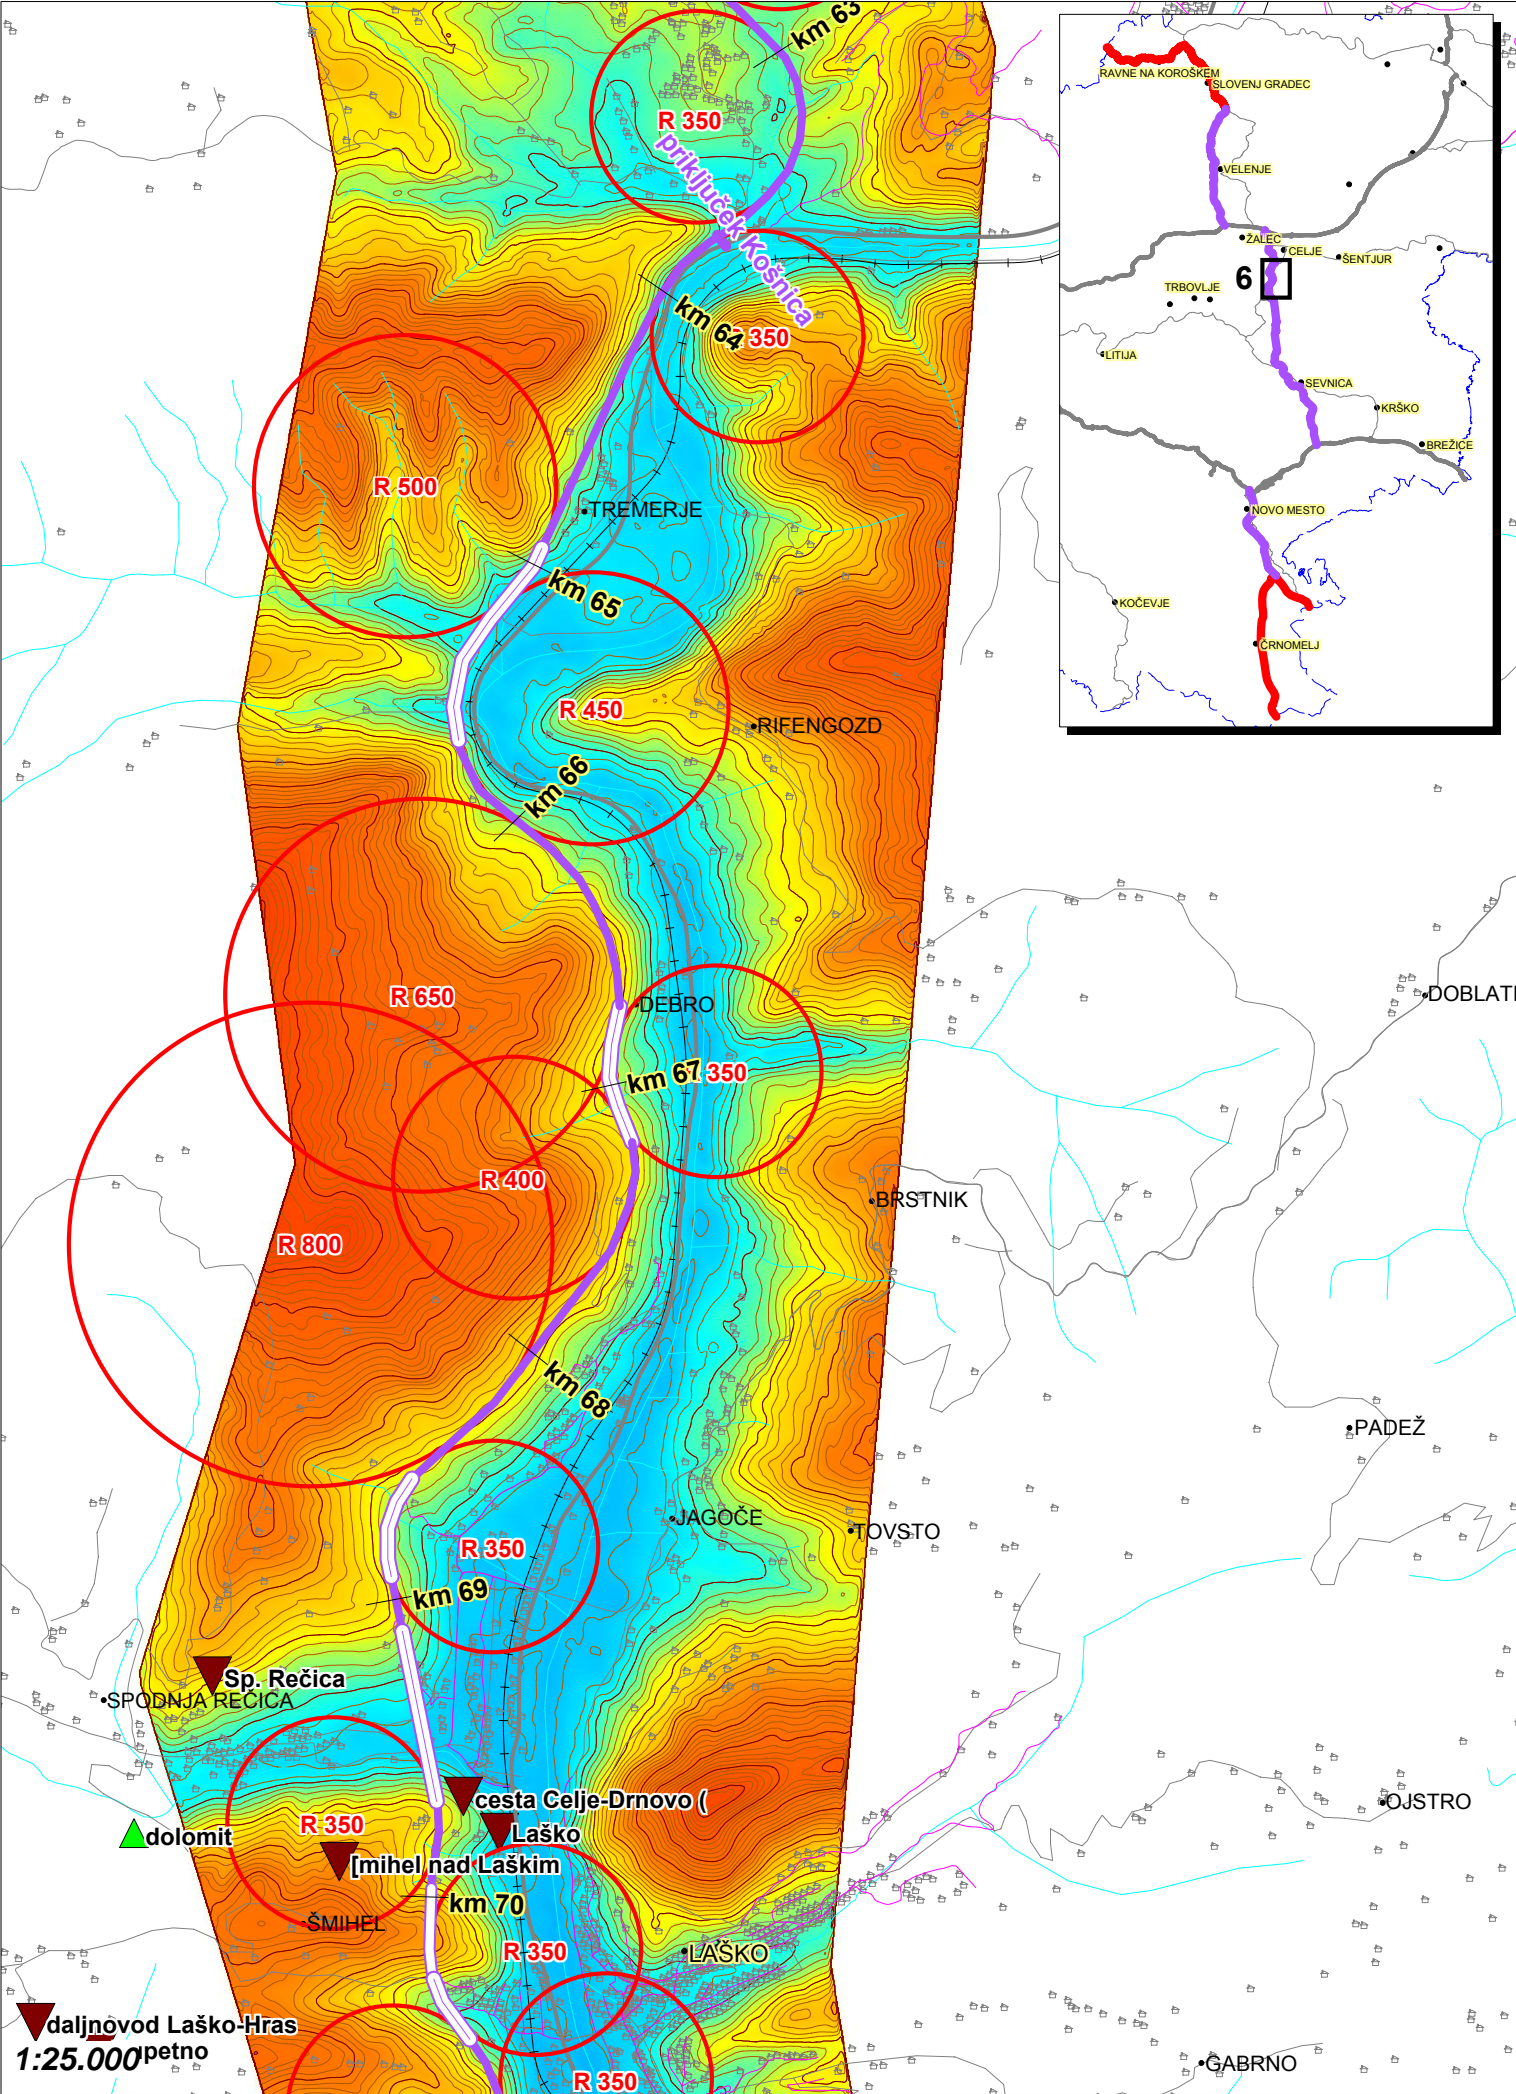 km 63
RAVNE NA KOROŠKEM
SLOVENJ GRADEC
R 350
priključek Košnica
VELENJE
ŽALEC
CELJE
ŠENTJUR
6
TRBOVLJE
km 64
350
LITIJA
SEVNICA
KRŠKO
BREŽICE
R 500
TREMERJE
NOVO MESTO
km 65
KOČEVJE
ČRNOMELJ
R 450
RIFENGOZD
km 66
R 650
DEBRO
DOBLATI
km 67
350
R 400
BRSTNIK
R 800
km 68
PADEŽ
JAGOČE
TOVSTO
R 350
km 69
Sp. Rečica
SPODNJA REČICA
cesta Celje-Drnovo (
OJSTRO
R 350
dolomit
Laško
[mihel nad Laškim
km 70
ŠMIHEL
R 350
LAŠKO
daljnovod Laško-Hras
1:25.000
petno
GABRNO
R 350